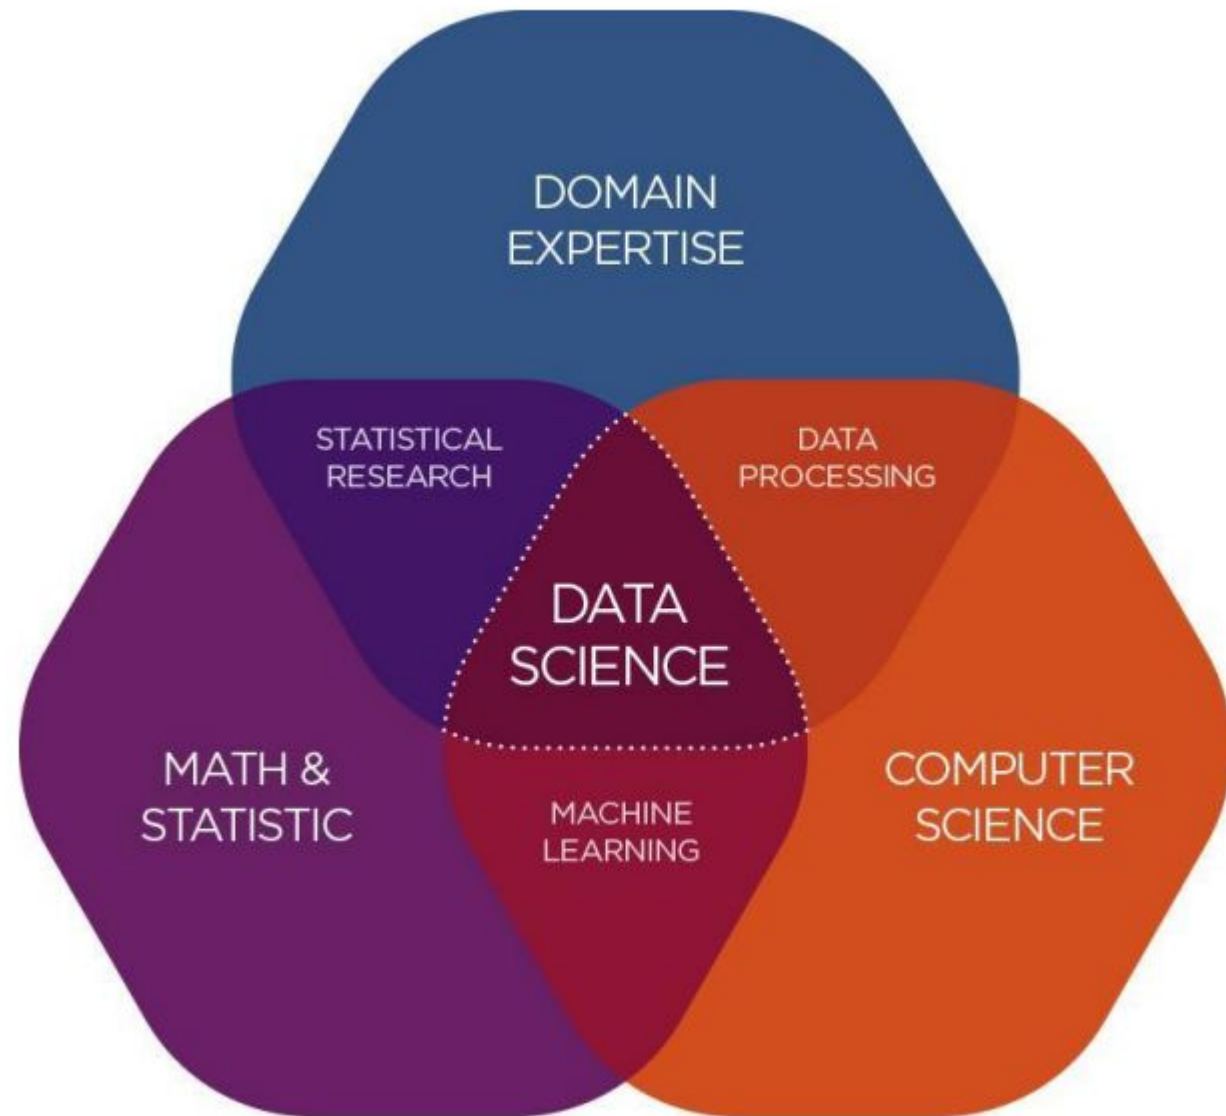 DOMAIN
EXPERTISE
STATISTICAL
RESEARCH
DATA
PROCESSING
DATA
SCIENCE
MATH &
STATISTIC
MACHINE
LEARNING
COMPUTER
SCIENCE